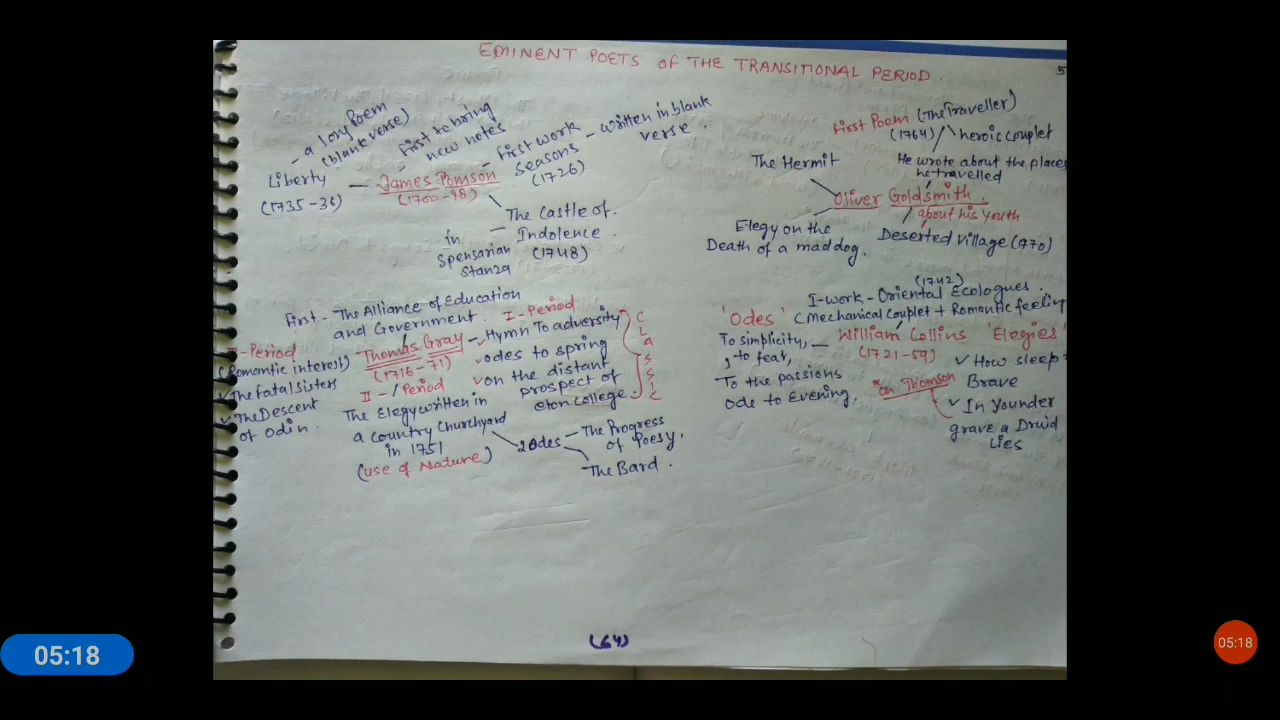 EMINENT POETS OF THE TRANSITIONAL PERIOD.
5
- a long Poem
(blank verse)
First to bring
new notes
- First work
Seasons
(1726)
- written in blank
verse.
Liberty
(1735-36)
James Pomson
(1700-48)
The Castle of
Indolence.
(1748)
in
Spensarian
Stanza
First Poem (The Traveller)
(1764)
heroic couplet
The Hermit
He wrote about the places
he travelled
Oliver Goldsmith.
about his youth
Elegy on the
Death of a mad dog.
Deserted Village (1770)
First - The Alliance of Education
and Government.
I - Period
Thomas Gray
(1716-71)
- Hymn To adversity
odes to spring
on the distant
prospect of
eton college.
CLASSIC
-Period
(Romantic interest)
The Fatal Sisters
The Descent
of Odin.
II - Period
The Elegy written in
a country Churchyard
in 1751
(use of Nature)
2 Odes
The Progress
of Poesy.
The Bard.
(1742)
I-work - Oriental Ecologues.
(Mechanical Couplet + Romantic feeling
'Odes'
To simplicity,
, to fear,
To the passions
Ode to Evening.
William Collins
(1721-59)
'Elegies'
How sleep
Brave
on Thomson
In Younder
grave a Druid
Lies
(64)
05:18
05:18